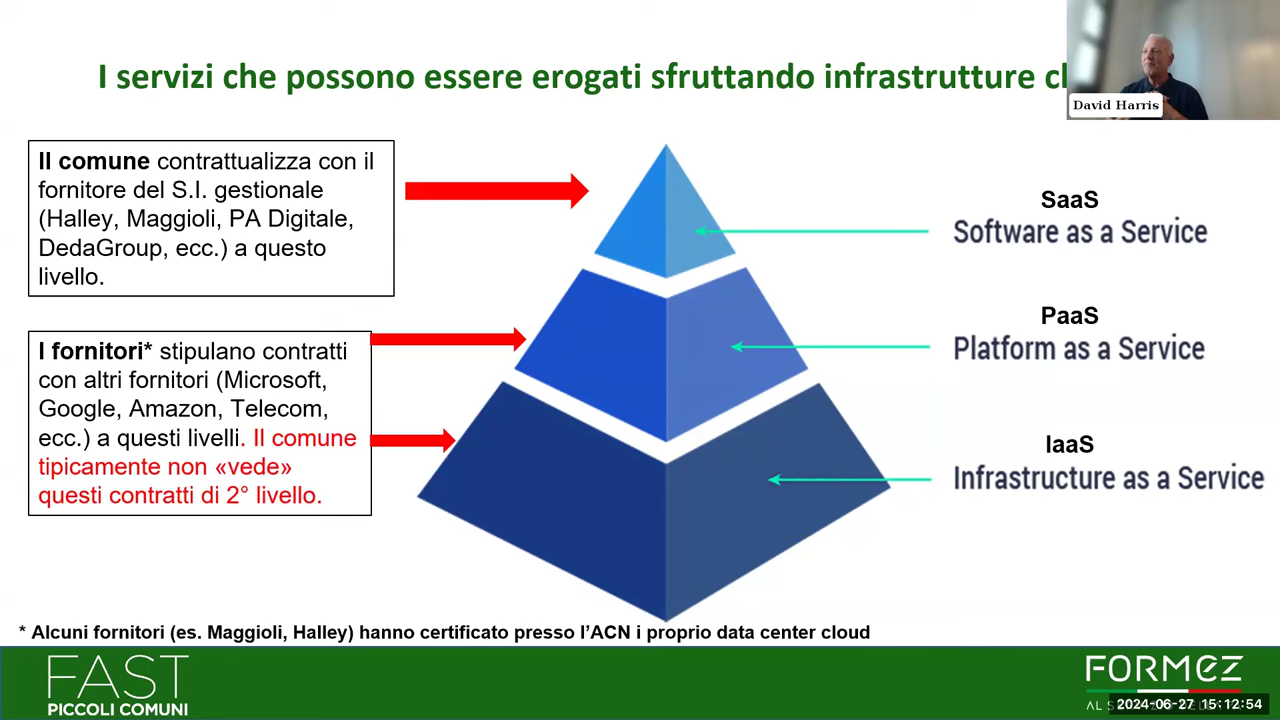 I servizi che possono essere erogati sfruttando infrastrutture
David Harris
Il comune contrattualizza con il
fornitore del S.I. gestionale
(Halley, Maggioli, PA Digitale,
DedaGroup, ecc.) a questo
livello.
SaaS
Software as a Service
I fornitori* stipulano contratti
con altri fornitori (Microsoft,
Google, Amazon, Telecom,
ecc.) a questi livelli. Il comune
tipicamente non «vede»
questi contratti di 2° livello.
PaaS
Platform as a Service
IaaS
Infrastructure as a Service
* Alcuni fornitori (es. Maggioli, Halley) hanno certificato presso l'ACN i proprio data center cloud
FAST
PICCOLI COMUNI
FORMEZ
2024-06-27 15:12:54